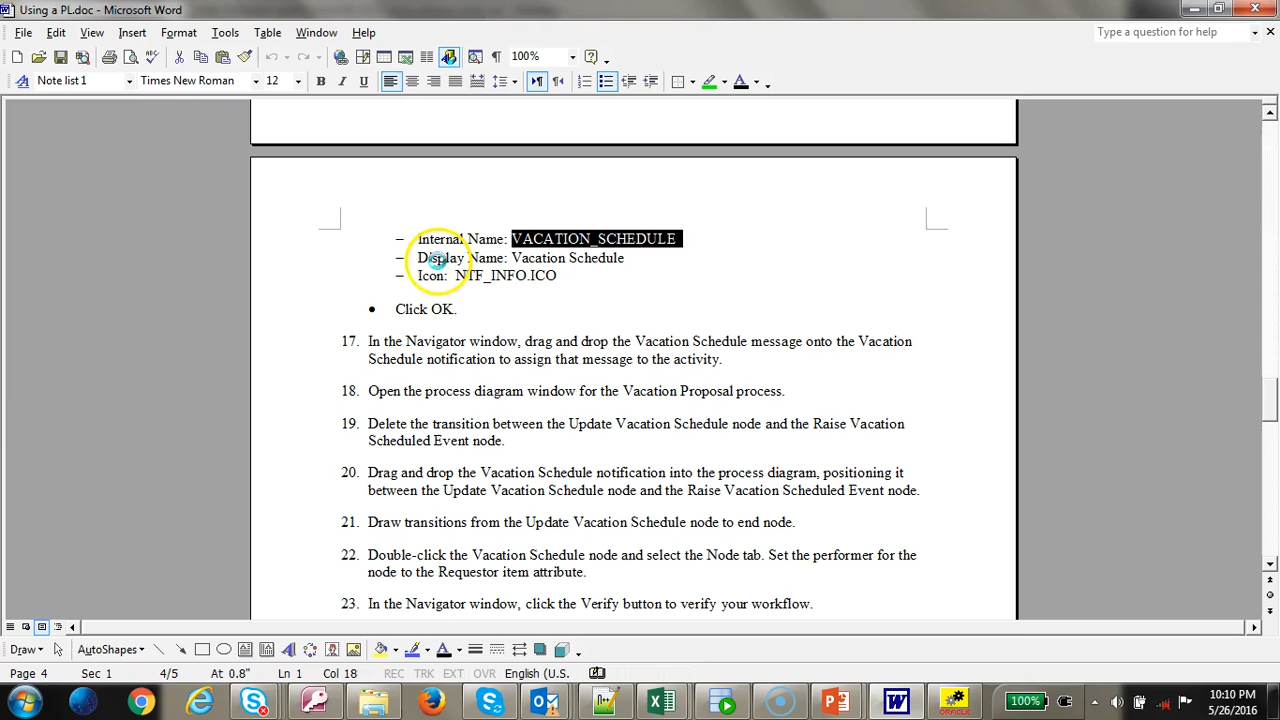 Using a PL.doc - Microsoft Word
File Edit View Insert Format Tools Table Window Help
Type a question for help
100%
Note list 1 Times New Roman 12
– Internal Name: VACATION_SCHEDULE
– Display Name: Vacation Schedule
– Icon: NTF_INFO.ICO
• Click OK.
17. In the Navigator window, drag and drop the Vacation Schedule message onto the Vacation
Schedule notification to assign that message to the activity.
18. Open the process diagram window for the Vacation Proposal process.
19. Delete the transition between the Update Vacation Schedule node and the Raise Vacation
Scheduled Event node.
20. Drag and drop the Vacation Schedule notification into the process diagram, positioning it
between the Update Vacation Schedule node and the Raise Vacation Scheduled Event node.
21. Draw transitions from the Update Vacation Schedule node to end node.
22. Double-click the Vacation Schedule node and select the Node tab. Set the performer for the
node to the Requestor item attribute.
23. In the Navigator window, click the Verify button to verify your workflow.
Draw AutoShapes
Page 4 Sec 1 4/5 At 0.8" Ln 1 Col 18 REC TRK EXT OVR English (U.S.
ORACLE
100%
10:10 PM
5/26/2016